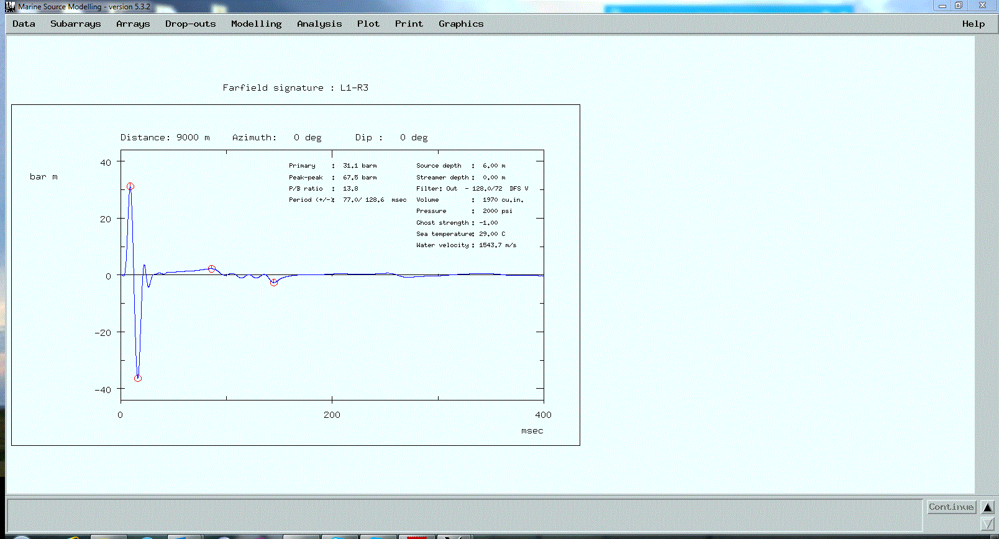 Marine Source Modelling - version 5.3.2
Data Subarrays Arrays Drop-outs Modelling Analysis Plot Print Graphics Help
Farfield signature : L1-R3
Distance: 9000 m Azimuth: 0 deg Dip : 0 deg
bar m
40
20
0
-20
-40
Primary : 31.1 barm
Peak-peak : 67.5 barm
P/B ratio : 13.8
Period (+/-): 77.0/ 128.6 msec
Source depth : 6.00 m
Streamer depth : 0.00 m
Filter: Out - 128.0/72 DFS V
Volume : 1970 cu.in.
Pressure : 2000 psi
Ghost strength : -1.00
Sea temperature: 29.00 C
Water velocity : 1543.7 m/s
0 200 400
msec
Continue